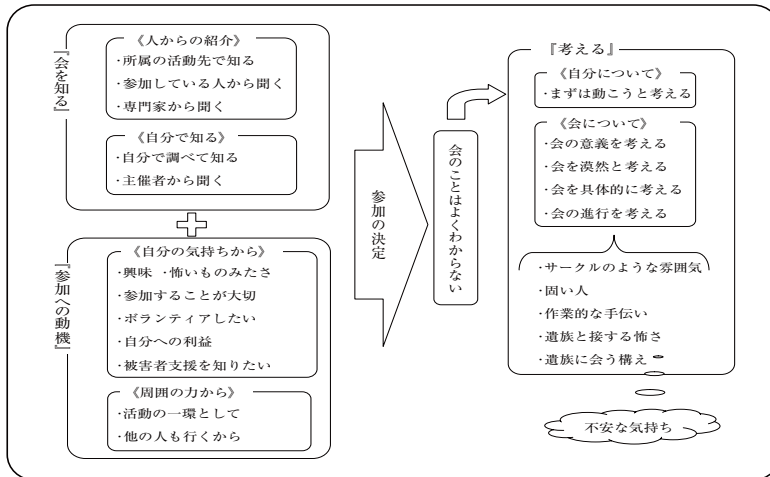 『会を知る』
《人からの紹介》
・所属の活動先で知る
・参加している人から聞く
・専門家から聞く
《自分で知る》
・自分で調べて知る
・主催者から聞く
『参加への動機』
《自分の気持ちから》
・興味 ・怖いものみたさ
・参加することが大切
・ボランティアしたい
・自分への利益
・被害者支援を知りたい
《周囲の力から》
・活動の一環として
・他の人も行くから
参加の決定
会のことはよくわからない
『考える』
《自分について》
・まずは動こうと考える
《会について》
・会の意義を考える
・会を漠然と考える
・会を具体的に考える
・会の進行を考える
・サークルのような雰囲気
・固い人
・作業的な手伝い
・遺族と接する怖さ
・遺族に会う構え
不安な気持ち